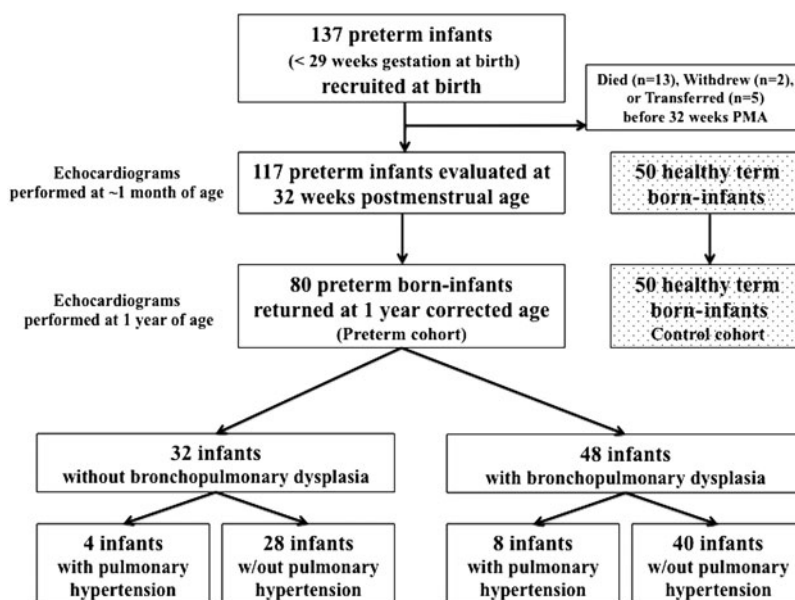 137 preterm infants
(< 29 weeks gestation at birth)
recruited at birth
Died (n=13), Withdrew (n=2),
or Transferred (n=5)
before 32 weeks PMA
Echocardiograms
performed at ~1 month of age
117 preterm infants evaluated at
32 weeks postmenstrual age
50 healthy term
born-infants
Echocardiograms
performed at 1 year of age
80 preterm born-infants
returned at 1 year corrected age
(Preterm cohort)
50 healthy term
born-infants
Control cohort
32 infants
without bronchopulmonary dysplasia
48 infants
with bronchopulmonary dysplasia
4 infants
with pulmonary
hypertension
28 infants
w/out pulmonary
hypertension
8 infants
with pulmonary
hypertension
40 infants
w/out pulmonary
hypertension